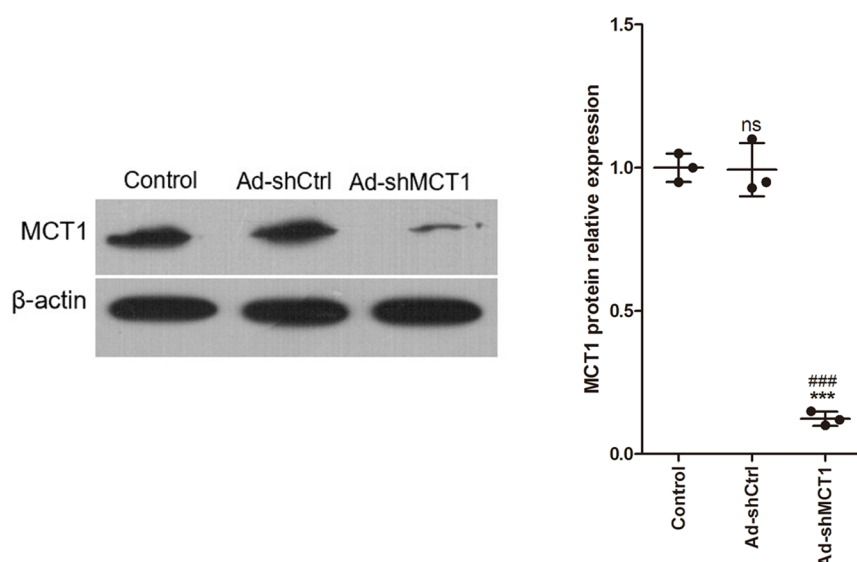 Control Ad-shCtrl Ad-shMCT1
MCT1
β-actin
MCT1 protein relative expression
1.5
1.0
0.5
0.0
ns
###
***
Control
Ad-shCtrl
Ad-shMCT1